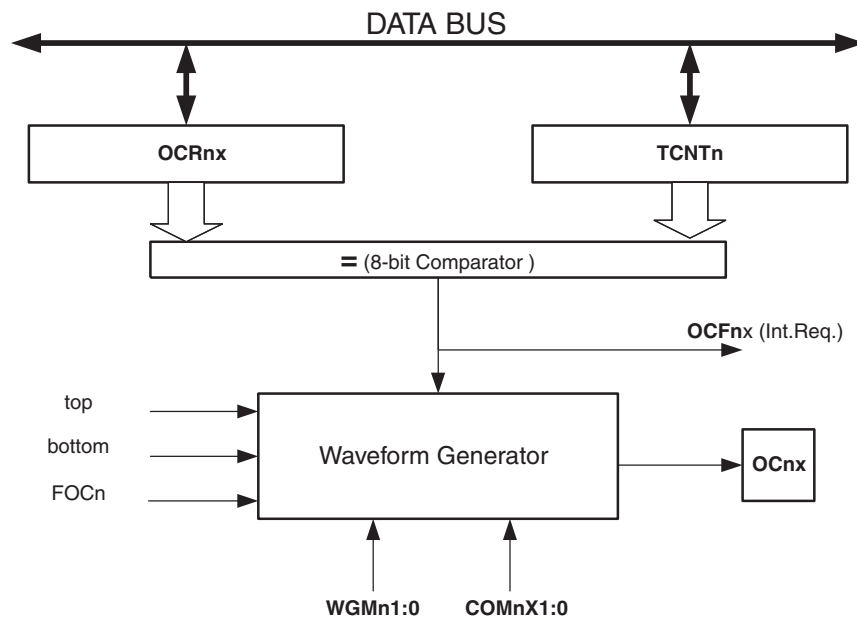 DATA BUS
OCRnx
TCNTn
= (8-bit Comparator )
OCFnx (Int.Req.)
top
bottom
FOCn
Waveform Generator
OCnx
WGMn1:0
COMnX1:0